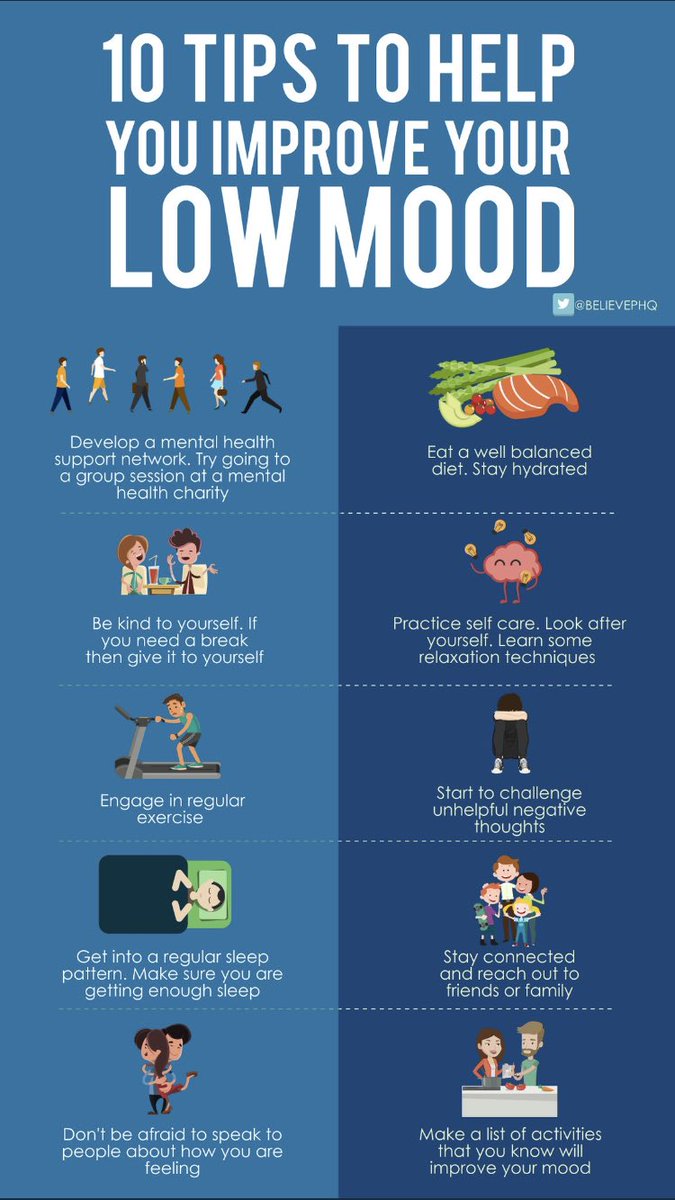 10 TIPS TO HELP
YOU IMPROVE YOUR
LOW MOOD
@BELIEVEPHQ
Develop a mental health
support network. Try going to
a group session at a mental
health charity
Eat a well balanced
diet. Stay hydrated
Be kind to yourself. If
you need a break
then give it to yourself
Practice self care. Look after
yourself. Learn some
relaxation techniques
Engage in regular
exercise
Start to challenge
unhelpful negative
thoughts
Get into a regular sleep
pattern. Make sure you are
getting enough sleep
Stay connected
and reach out to
friends or family
Don't be afraid to speak to
people about how you are
feeling
Make a list of activities
that you know will
improve your mood